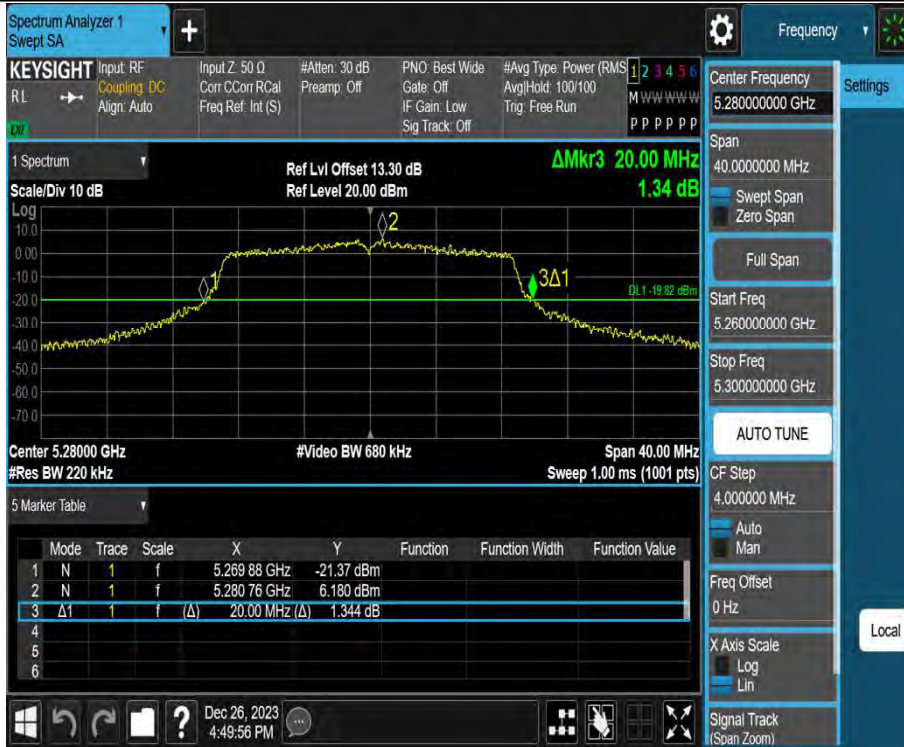 Spectrum Analyzer 1
Swept SA
+
Frequency
KEYSIGHT
RL
DXI
Input: RF
Coupling: DC
Align: Auto
Input Z: 50 Ω
Corr CCorr RCal
Freq Ref: Int (S)
#Atten: 30 dB
Preamp: Off
PNO: Best Wide
Gate: Off
IF Gain: Low
Sig Track: Off
#Avg Type: Power (RMS
Avg|Hold: 100/100
Trig: Free Run
1 2 3 4 5 6
M W W W W W
P P P P P P
1 Spectrum
Scale/Div 10 dB
Ref Lvl Offset 13.30 dB
Ref Level 20.00 dBm
ΔMkr3 20.00 MHz
1.34 dB
Log
10.0
0.00
-10.0
-20.0
-30.0
-40.0
-50.0
-60.0
-70.0
1
2
3Δ1
DL1 -19.82 dBm
Center 5.28000 GHz
#Res BW 220 kHz
#Video BW 680 kHz
Span 40.00 MHz
Sweep 1.00 ms (1001 pts)
5 Marker Table
Mode Trace Scale X Y Function Function Width Function Value
1 N 1 f 5.269 88 GHz -21.37 dBm
2 N 1 f 5.280 76 GHz 6.180 dBm
3 Δ1 1 f (Δ) 20.00 MHz (Δ) 1.344 dB
4
5
6
?
Dec 26, 2023
4:49:56 PM
Center Frequency
5.280000000 GHz
Settings
Span
40.0000000 MHz
Swept Span
Zero Span
Full Span
Start Freq
5.260000000 GHz
Stop Freq
5.300000000 GHz
AUTO TUNE
CF Step
4.000000 MHz
Auto
Man
Freq Offset
0 Hz
Local
X Axis Scale
Log
Lin
Signal Track
(Span Zoom)